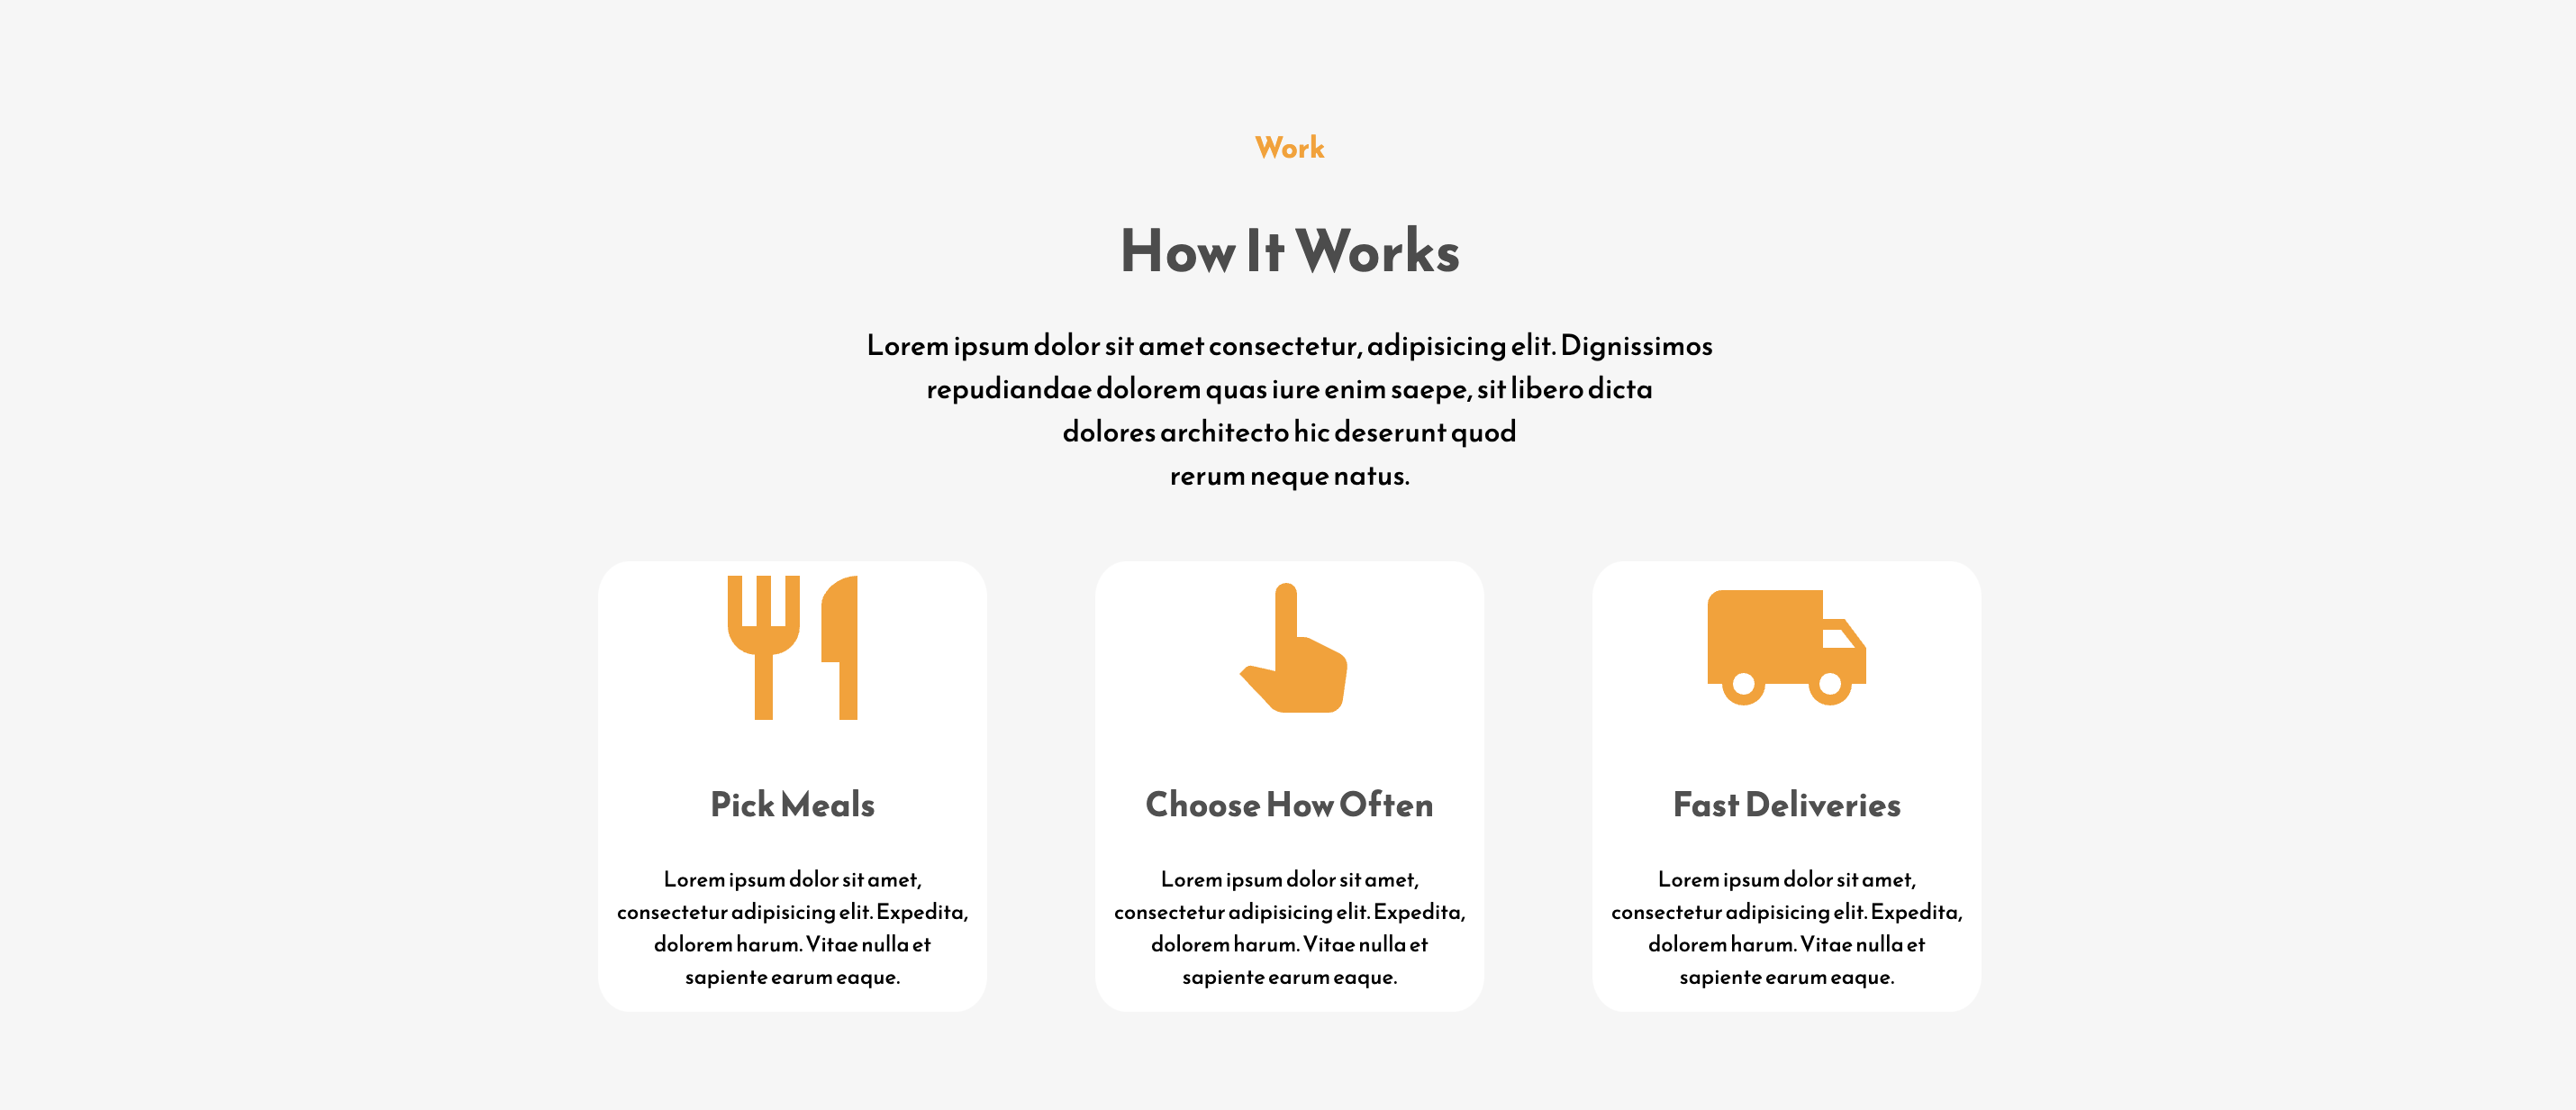 Work
How It Works
Lorem ipsum dolor sit amet consectetur, adipisicing elit. Dignissimos
repudiandae dolorem quas iure enim saepe, sit libero dicta
dolores architecto hic deserunt quod
rerum neque natus.
Pick Meals
Lorem ipsum dolor sit amet,
consectetur adipisicing elit. Expedita,
dolorem harum. Vitae nulla et
sapiente earum eaque.
Choose How Often
Lorem ipsum dolor sit amet,
consectetur adipisicing elit. Expedita,
dolorem harum. Vitae nulla et
sapiente earum eaque.
Fast Deliveries
Lorem ipsum dolor sit amet,
consectetur adipisicing elit. Expedita,
dolorem harum. Vitae nulla et
sapiente earum eaque.